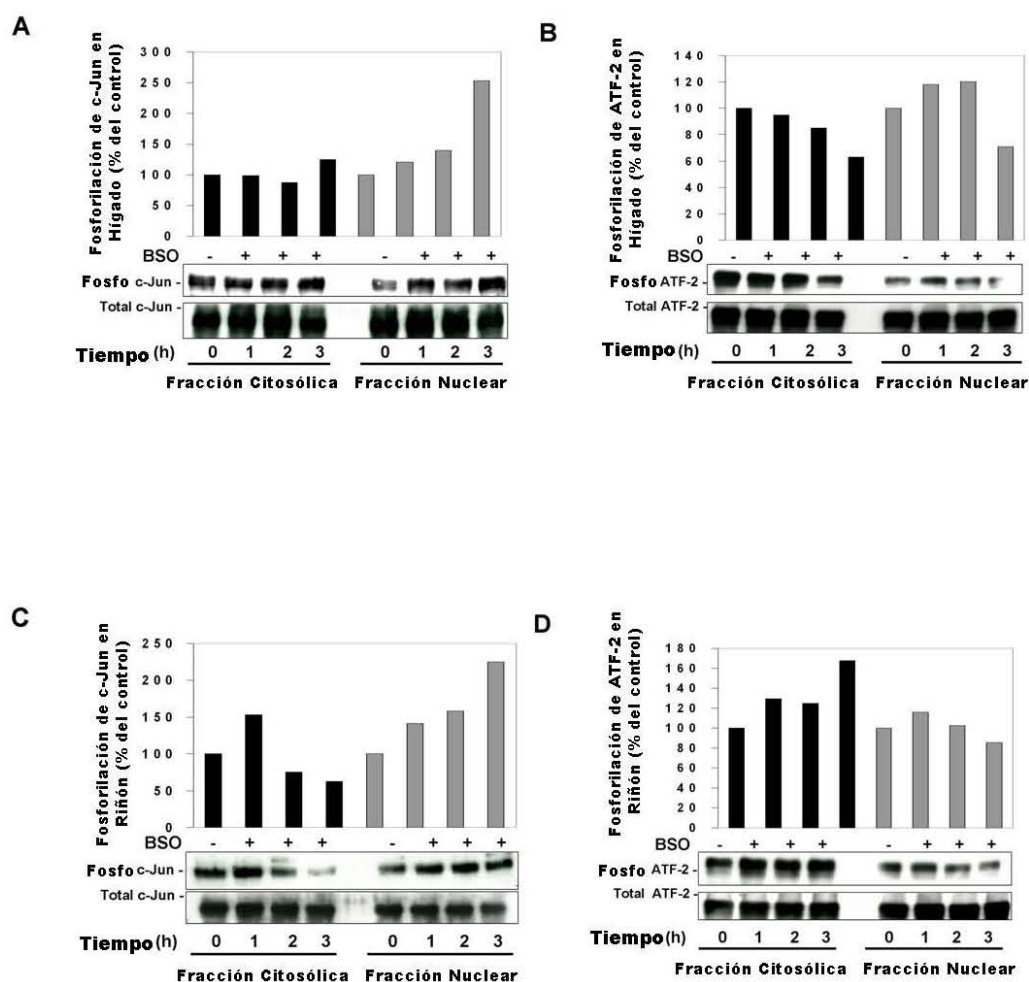 A
Fosforilación de c-Jun en
Hígado (% del control)
300
250
200
150
100
50
0
BSO - + + + - + + +
Fosfo c-Jun -
Total c-Jun -
Tiempo (h) 0 1 2 3 0 1 2 3
Fracción Citosólica Fracción Nuclear
B
Fosforilación de ATF-2 en
Hígado (% del control)
140
120
100
80
60
40
20
0
BSO - + + + - + + +
Fosfo ATF-2 -
Total ATF-2 -
Tiempo (h) 0 1 2 3 0 1 2 3
Fracción Citosólica Fracción Nuclear
C
Fosforilación de c-Jun en
Riñón (% del control)
250
200
150
100
50
0
BSO - + + + - + + +
Fosfo c-Jun -
Total c-Jun -
Tiempo (h) 0 1 2 3 0 1 2 3
Fracción Citosólica Fracción Nuclear
D
Fosforilación de ATF-2 en
Riñón (% del control)
180
160
140
120
100
80
60
40
20
0
BSO - + + + - + + +
Fosfo ATF-2 -
Total ATF-2 -
Tiempo (h) 0 1 2 3 0 1 2 3
Fracción Citosólica Fracción Nuclear